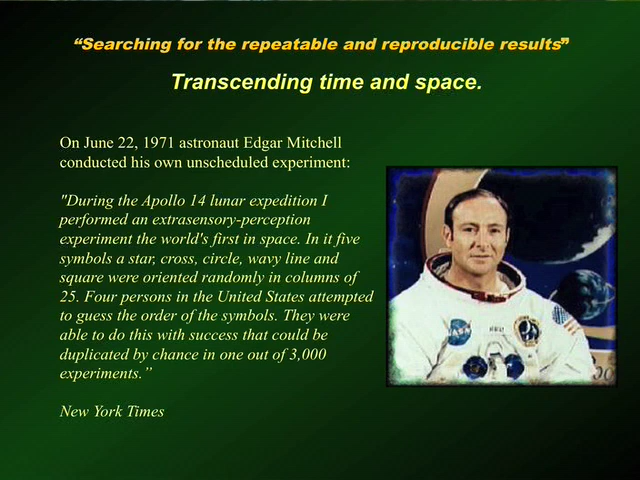 “Searching for the repeatable and reproducible results”
Transcending time and space.
On June 22, 1971 astronaut Edgar Mitchell
conducted his own unscheduled experiment:
"During the Apollo 14 lunar expedition I
performed an extrasensory-perception
experiment the world's first in space. In it five
symbols a star, cross, circle, wavy line and
square were oriented randomly in columns of
25. Four persons in the United States attempted
to guess the order of the symbols. They were
able to do this with success that could be
duplicated by chance in one out of 3,000
experiments.”
New York Times
NASA